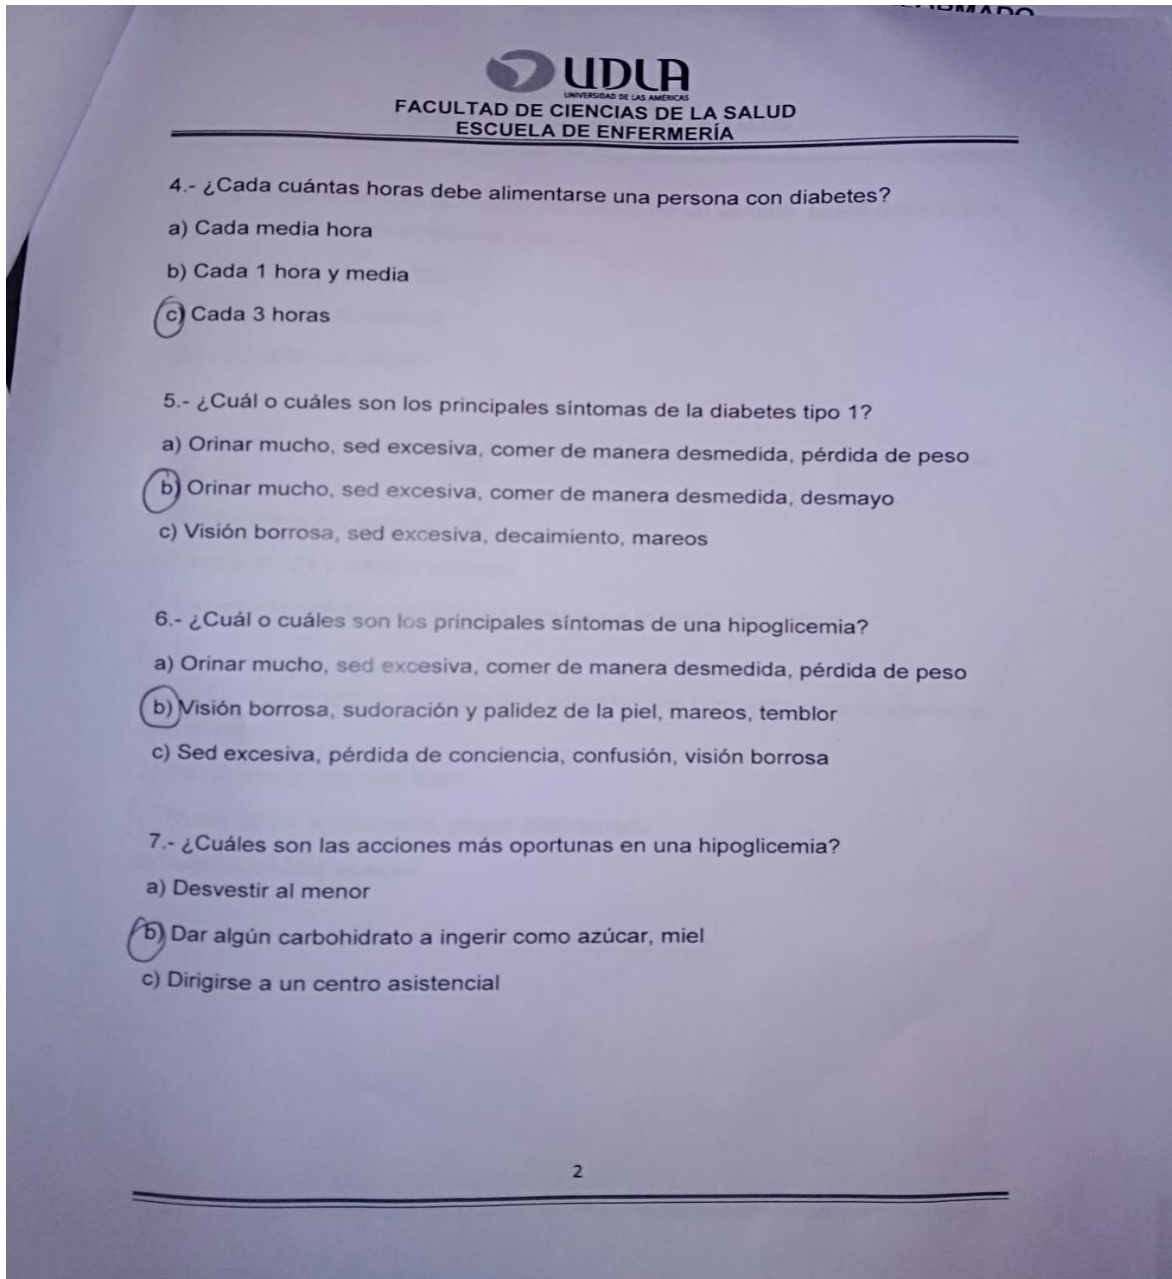 UDLA
UNIVERSIDAD DE LAS AMÉRICAS
FACULTAD DE CIENCIAS DE LA SALUD
ESCUELA DE ENFERMERÍA
4.- ¿Cada cuántas horas debe alimentarse una persona con diabetes?
a) Cada media hora
b) Cada 1 hora y media
c) Cada 3 horas
5.- ¿Cuál o cuáles son los principales síntomas de la diabetes tipo 1?
a) Orinar mucho, sed excesiva, comer de manera desmedida, pérdida de peso
b) Orinar mucho, sed excesiva, comer de manera desmedida, desmayo
c) Visión borrosa, sed excesiva, decaimiento, mareos
6.- ¿Cuál o cuáles son los principales síntomas de una hipoglicemia?
a) Orinar mucho, sed excesiva, comer de manera desmedida, pérdida de peso
b) Visión borrosa, sudoración y palidez de la piel, mareos, temblor
c) Sed excesiva, pérdida de conciencia, confusión, visión borrosa
7.- ¿Cuáles son las acciones más oportunas en una hipoglicemia?
a) Desvestir al menor
b) Dar algún carbohidrato a ingerir como azúcar, miel
c) Dirigirse a un centro asistencial
2